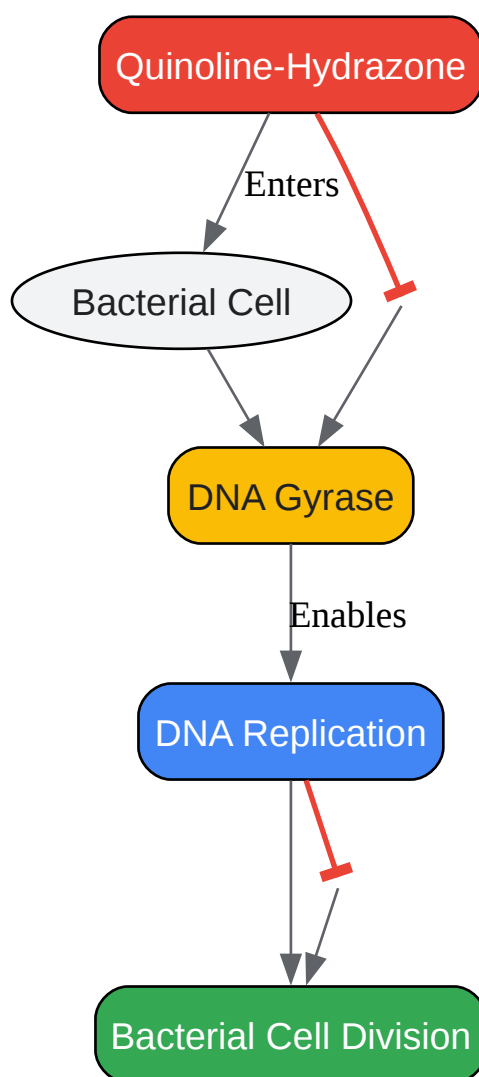 Quinoline-Hydrazone
Enters
Bacterial Cell
DNA Gyrase
Enables
DNA Replication
Bacterial Cell Division